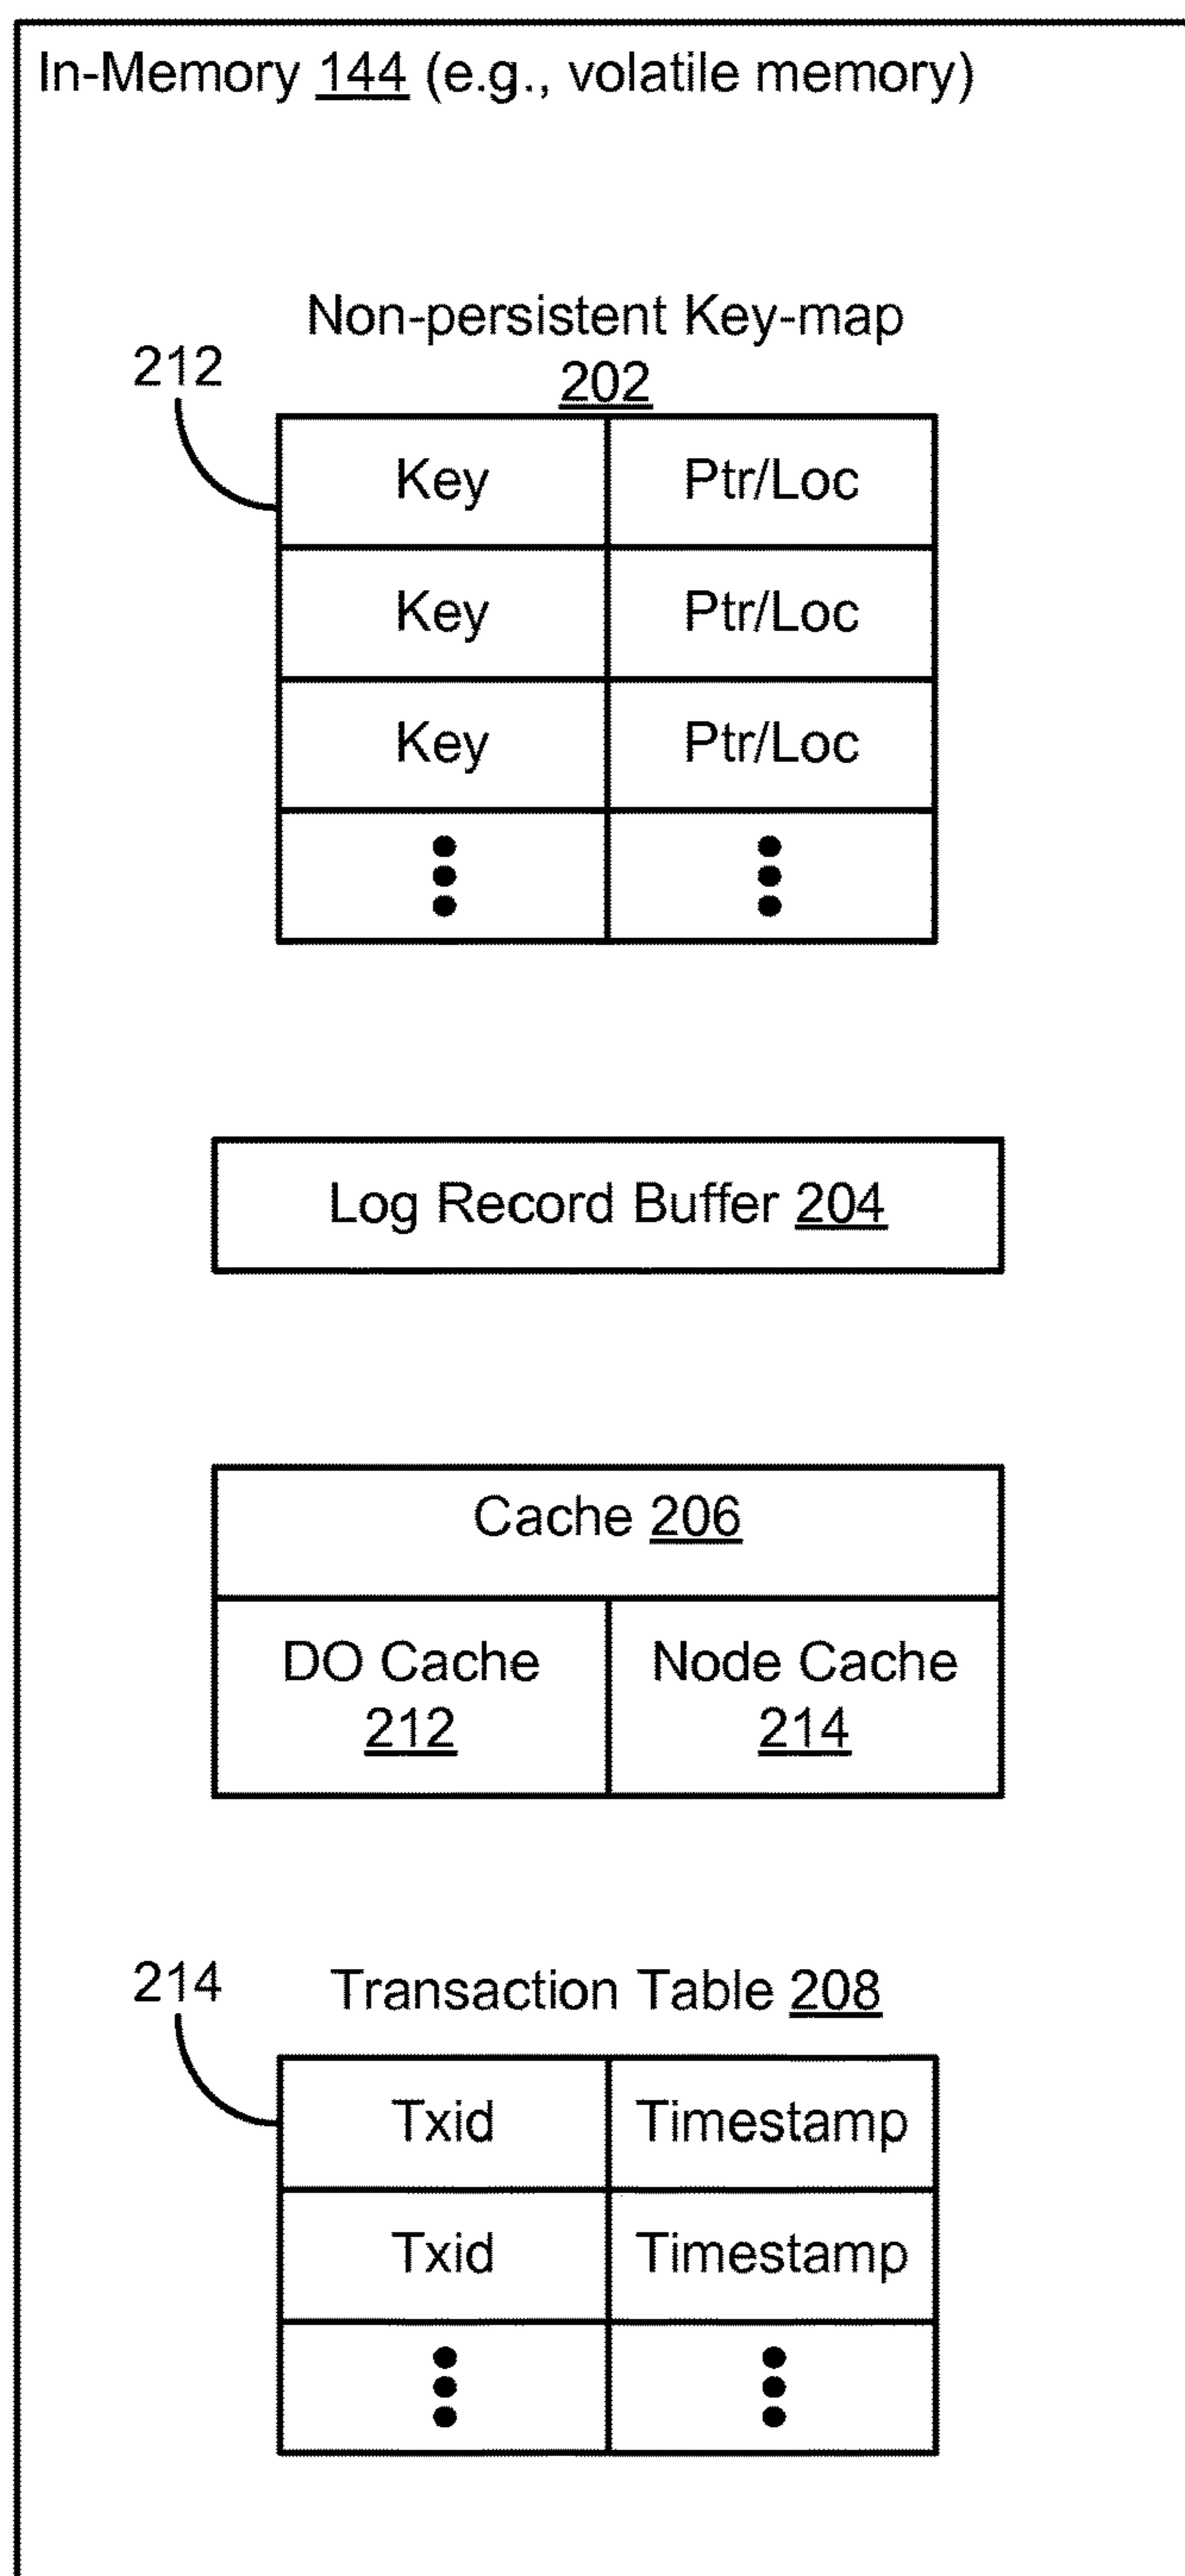 In-Memory 144 (e.g., volatile memory)
Non-persistent Key-map
202
212
Key Ptr/Loc
Key Ptr/Loc
Key Ptr/Loc
Log Record Buffer 204
Cache 206
DO Cache Node Cache
212 214
214
Transaction Table 208
Txid Timestamp
Txid Timestamp